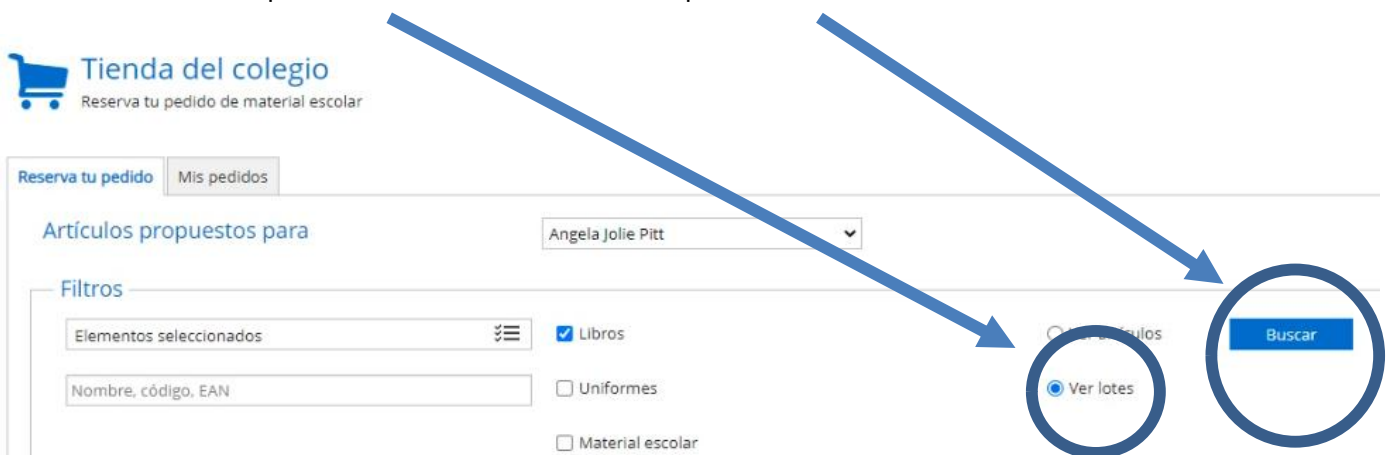 Tienda del colegio
Reserva tu pedido de material escolar
Reserva tu pedido Mis pedidos
Artículos propuestos para Angela Jolie Pitt
Filtros
Elementos seleccionados Libros Buscar
Nombre, código, EAN Uniformes Ver lotes
Material escolar